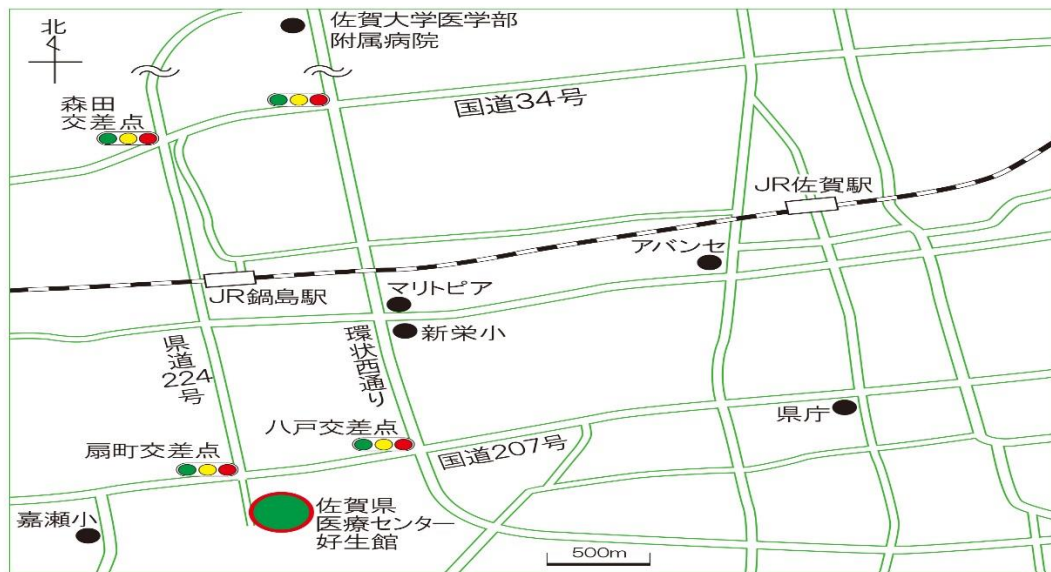 北
佐賀大学医学部
附属病院
森田
交差点
国道34号
JR佐賀駅
アバンセ
JR鍋島駅
マリトピア
新栄小
県道224号
環状西通り
県庁
八戸交差点
扇町交差点
国道207号
嘉瀬小
佐賀県
医療センター
好生館
500m